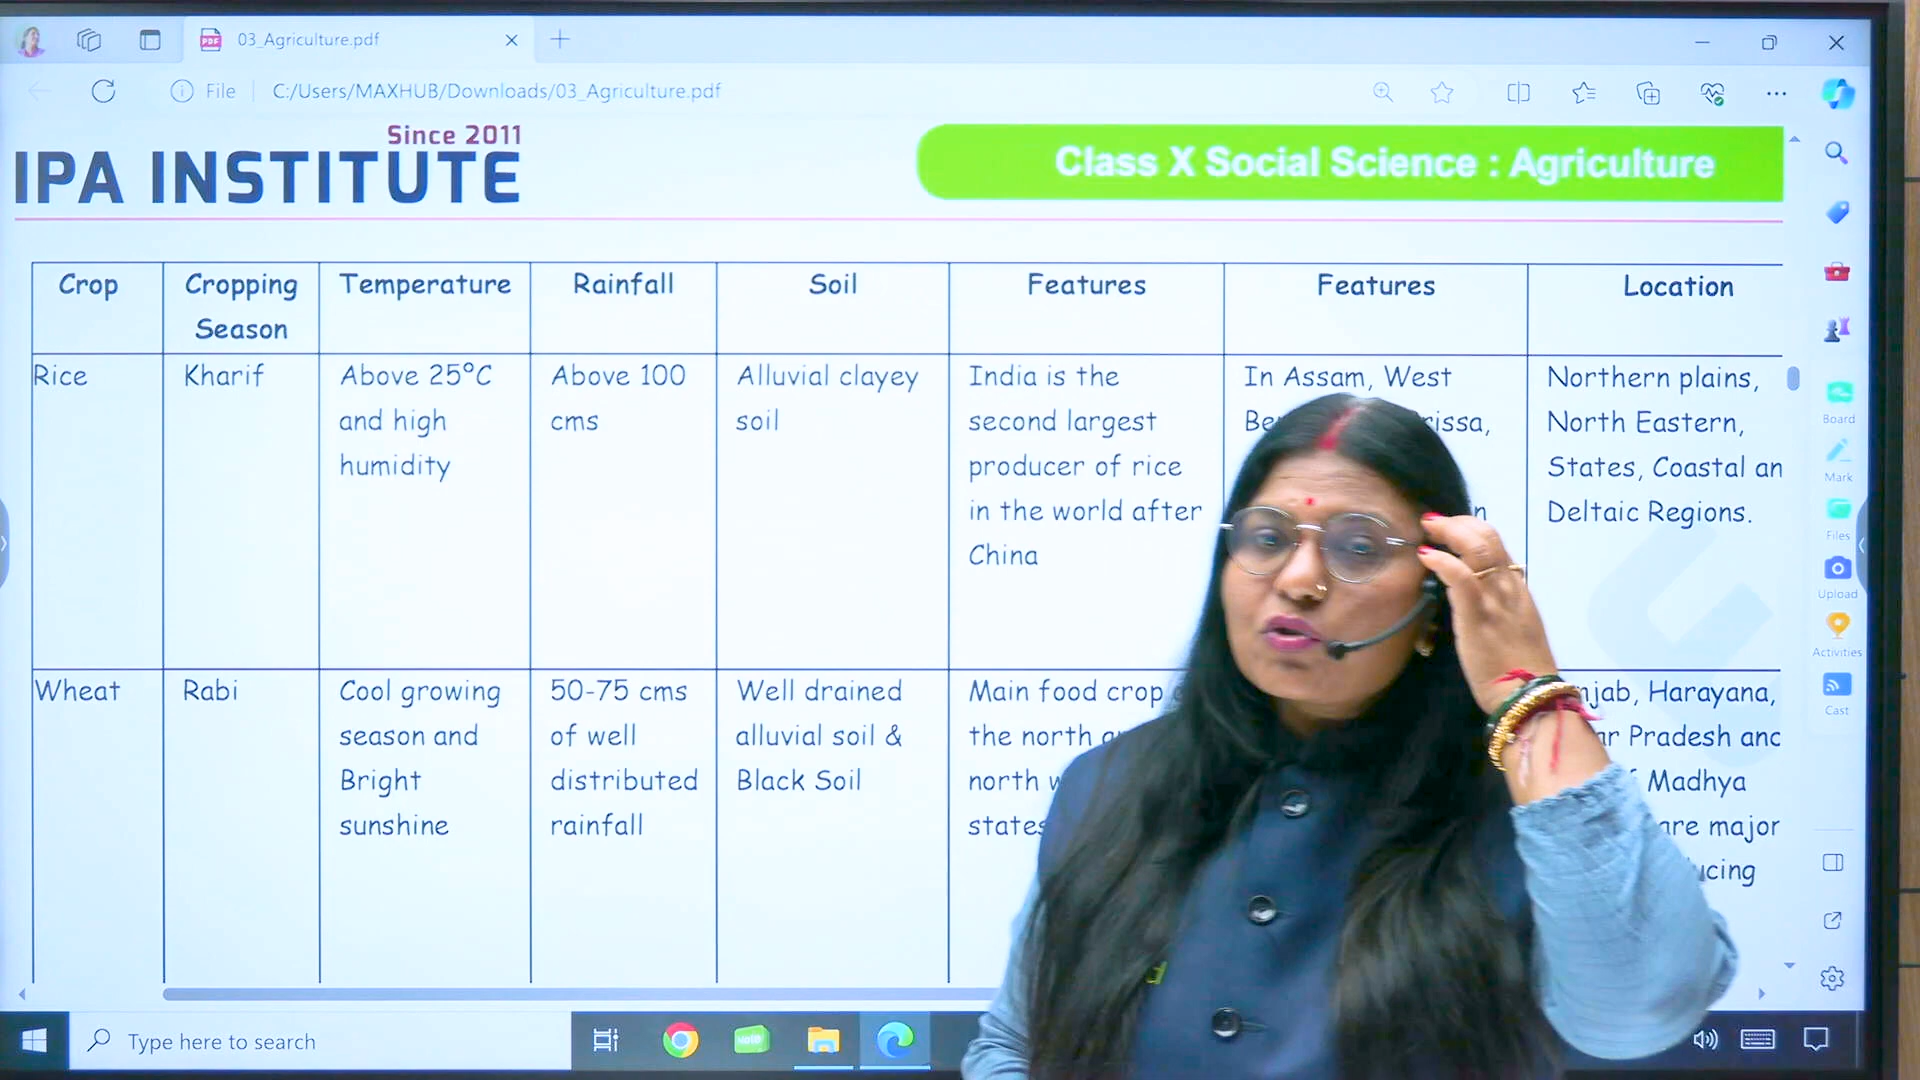 03_Agriculture.pdf
File
C:/Users/MAXHUB/Downloads/03_Agriculture.pdf
Since 2011
IPA INSTITUTE
Class X Social Science : Agriculture
Crop
Cropping
Season
Temperature
Rainfall
Soil
Features
Features
Location
Rice
Kharif
Above 25°C
and high
humidity
Above 100
cms
Alluvial clayey
soil
India is the
second largest
producer of rice
in the world after
China
In Assam, West
Northern plains,
North Eastern,
States, Coastal an
Deltaic Regions.
Wheat
Rabi
Cool growing
season and
Bright
sunshine
50-75 cms
of well
distributed
rainfall
Well drained
alluvial soil &
Black Soil
Main food crop
the north
north
states
Harayana,
Pradesh and
Madhya
are major
Board
Mark
Files
Upload
Activities
Cast
Type here to search